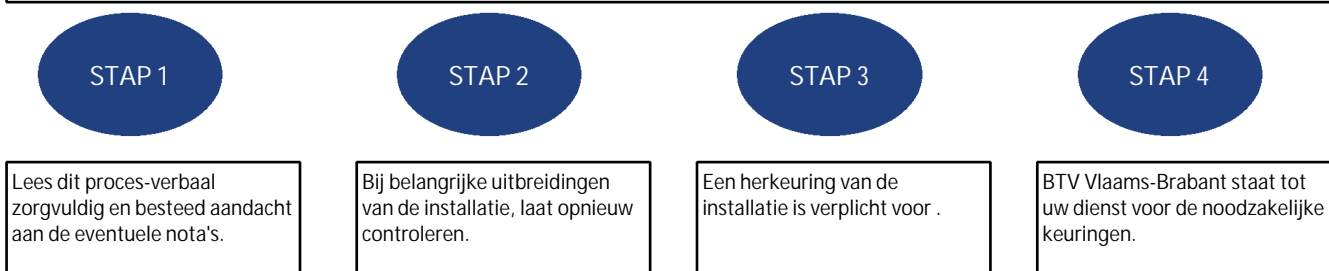 STAP 1
STAP 2
STAP 3
STAP 4
Lees dit proces-verbaal
zorgvuldig en besteed aandacht
aan de eventuele nota's.
Bij belangrijke uitbreidingen
van de installatie, laat opnieuw
controleren.
Een herkeuring van de
installatie is verplicht voor .
BTV Vlaams-Brabant staat tot
uw dienst voor de noodzakelijke
keuringen.